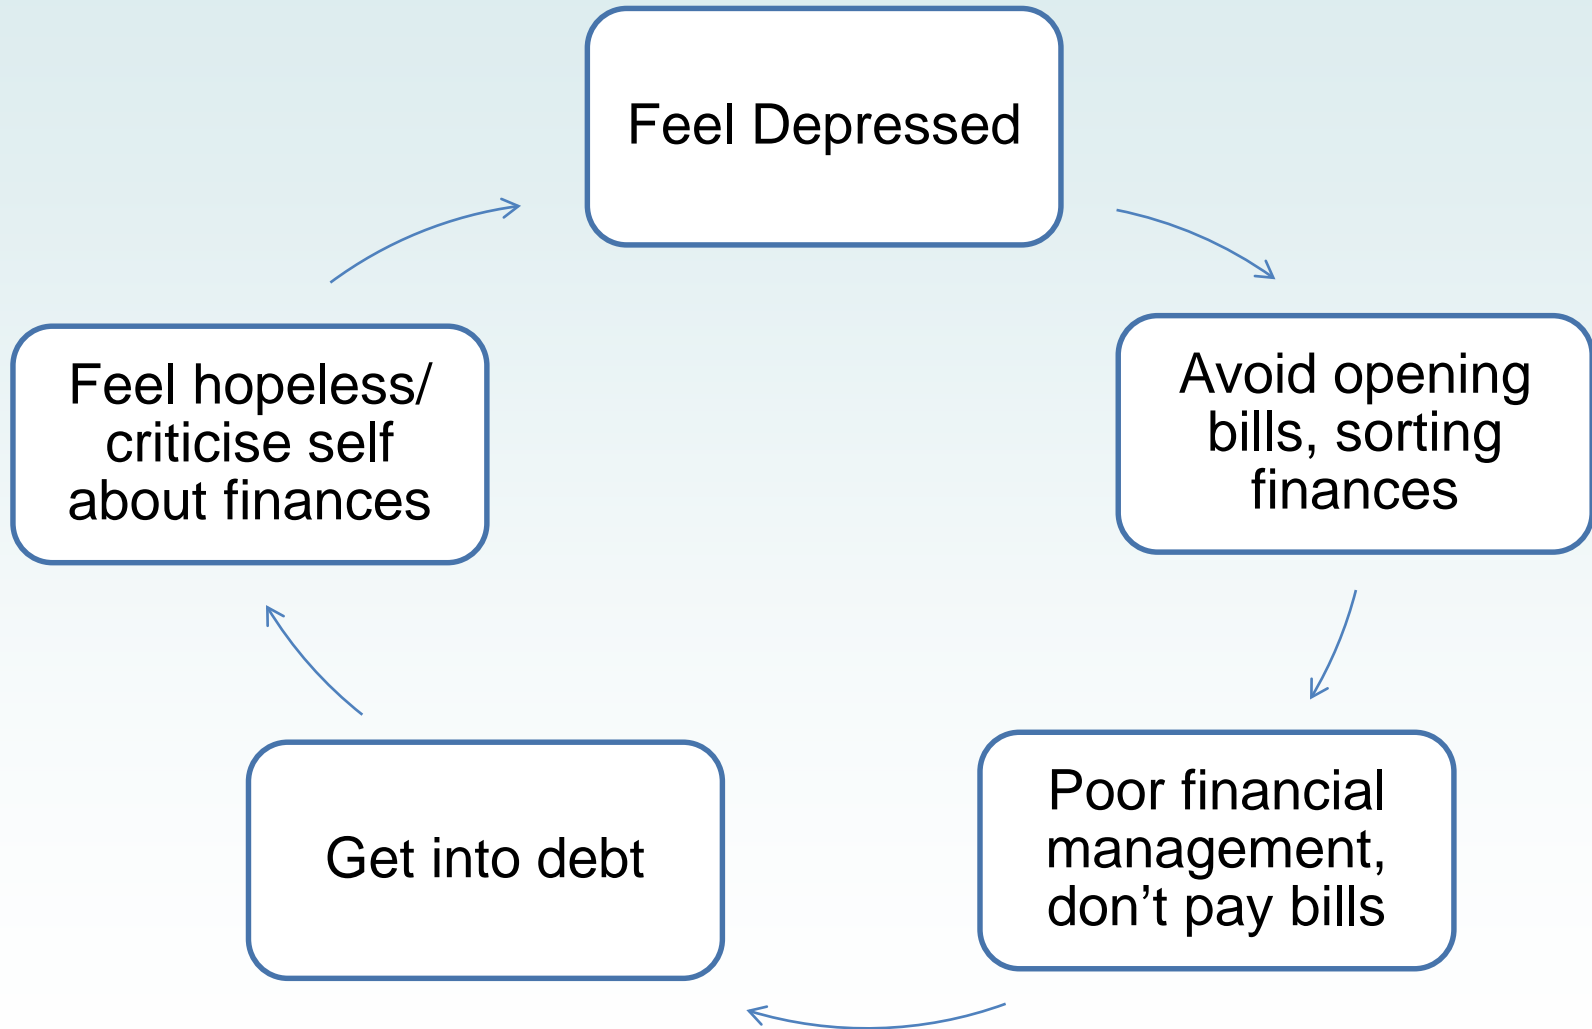 Feel Depressed
Avoid opening
bills, sorting
finances
Poor financial
management,
don’t pay bills
Get into debt
Feel hopeless/
criticise self
about finances